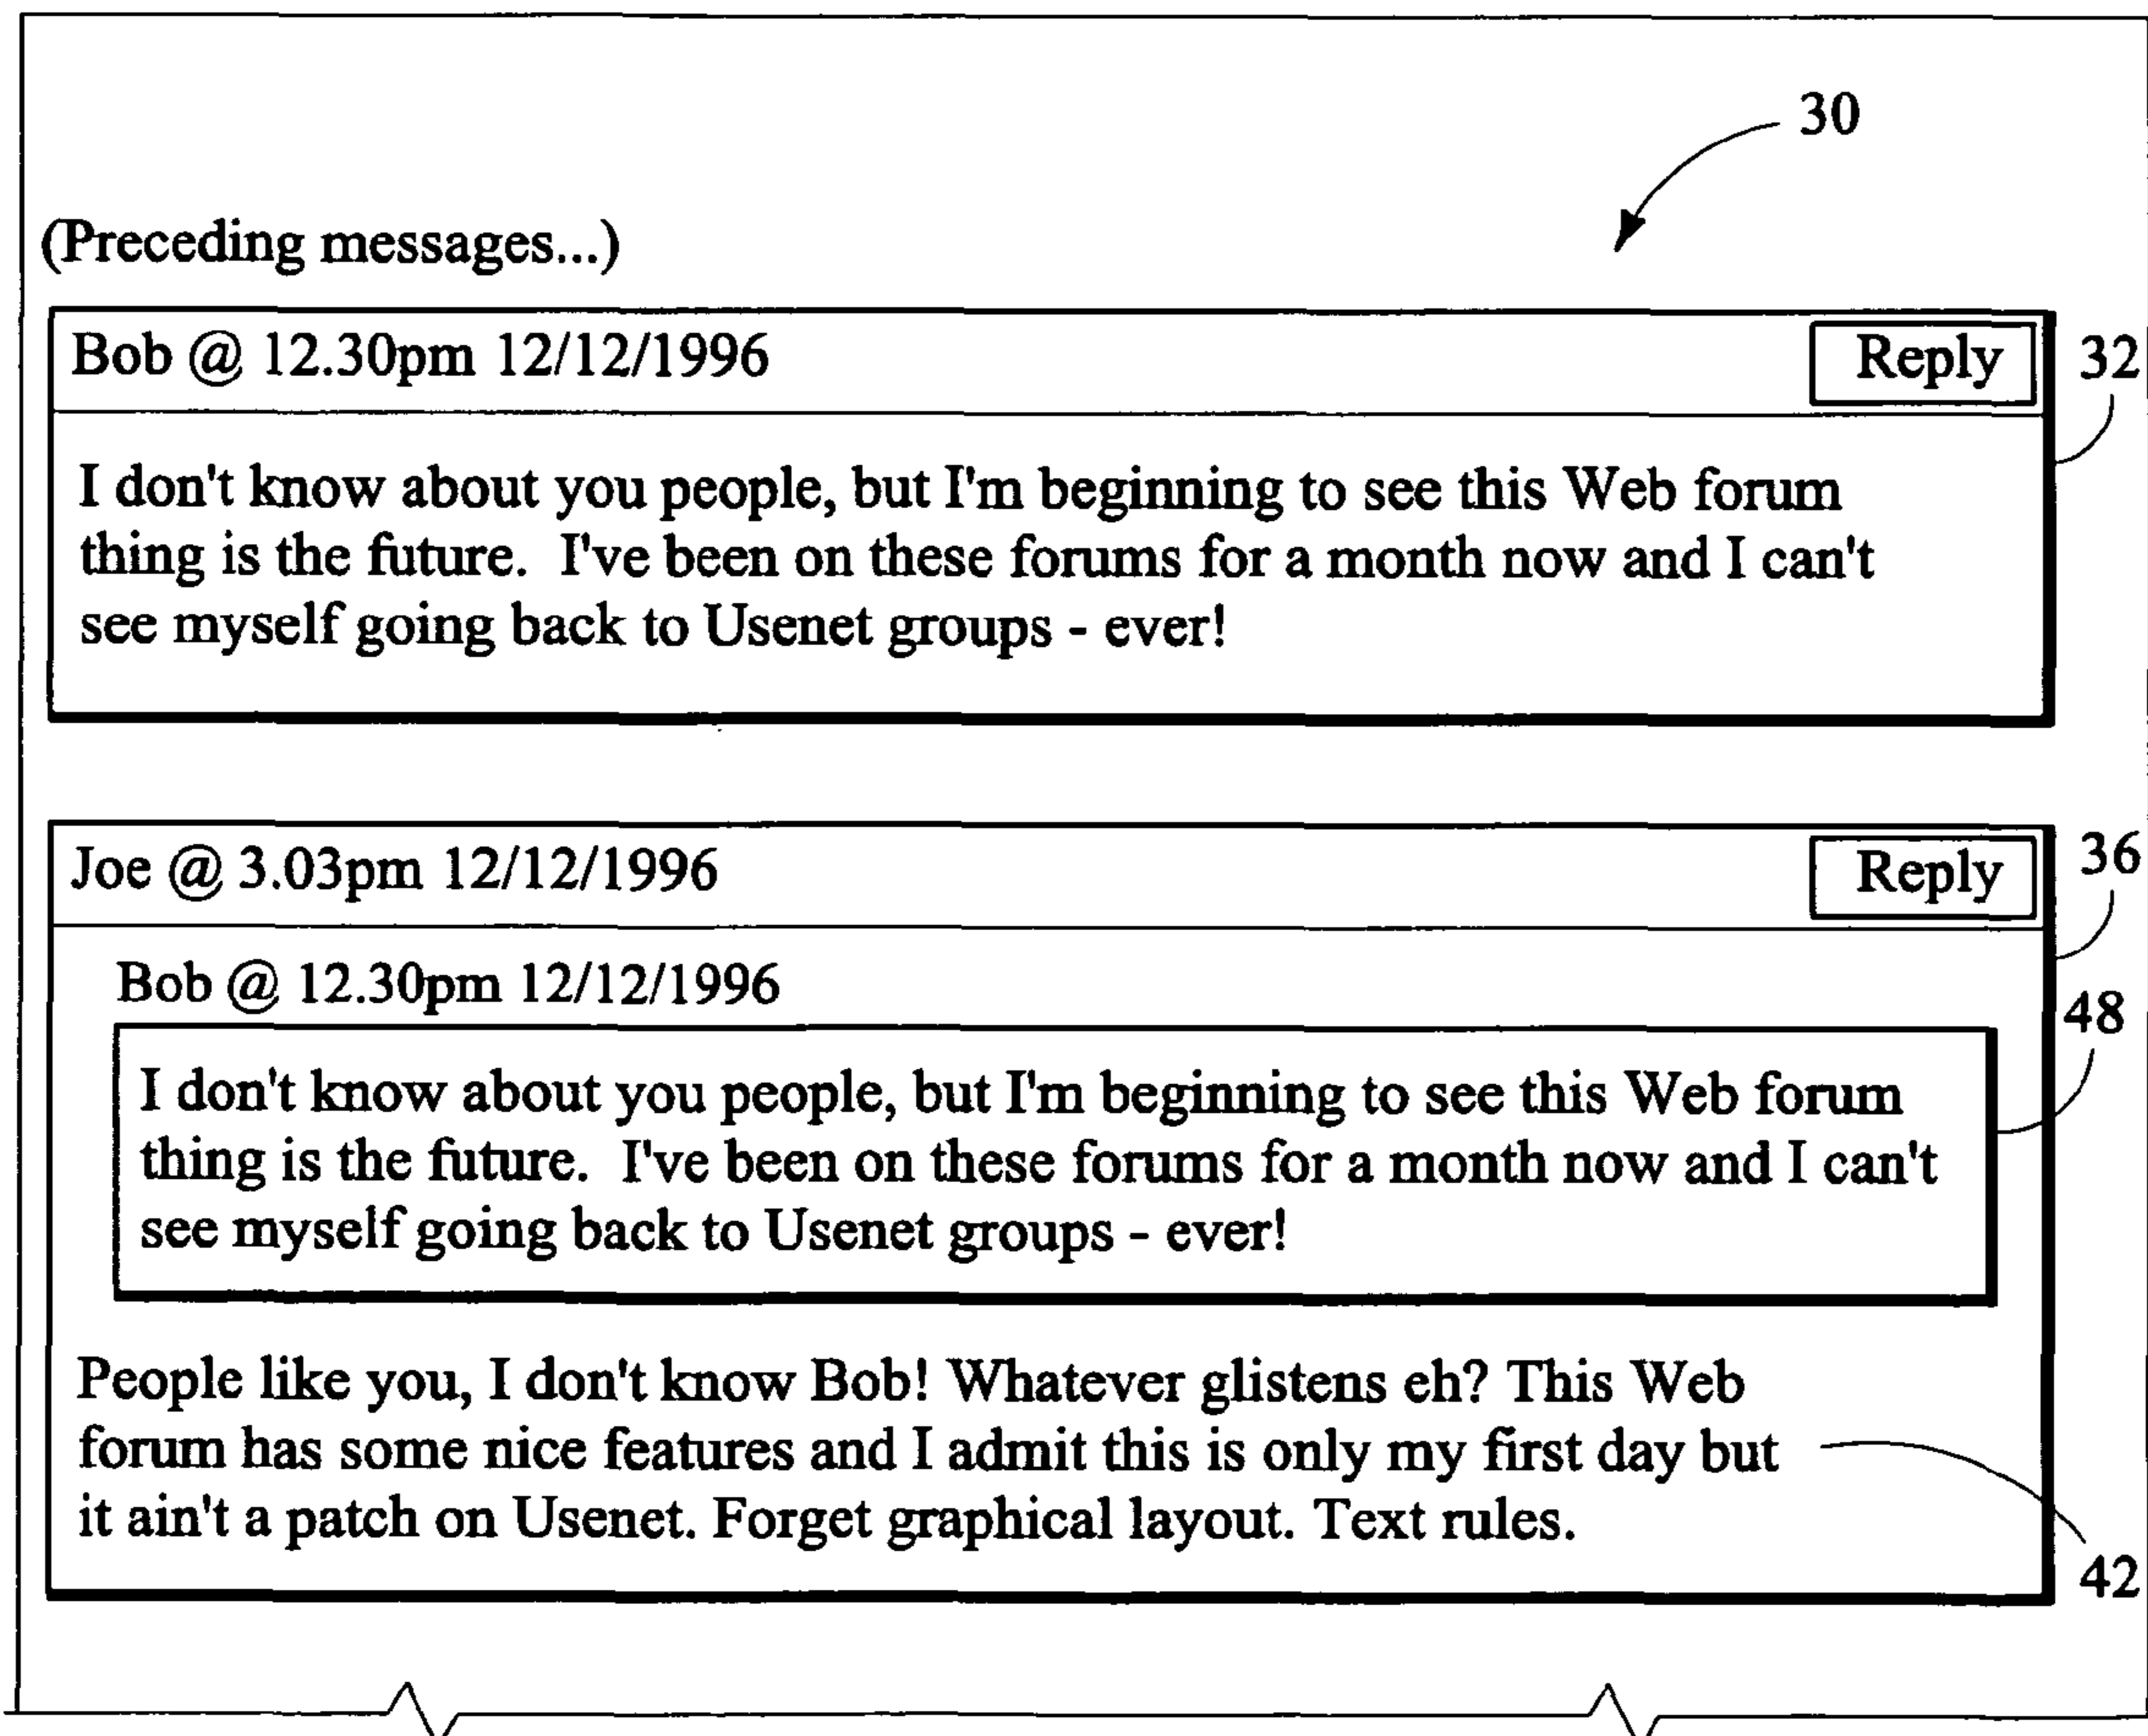 30
(Preceding messages...)
Bob @ 12.30pm 12/12/1996 Reply 32
I don't know about you people, but I'm beginning to see this Web forum
thing is the future. I've been on these forums for a month now and I can't
see myself going back to Usenet groups - ever!
Joe @ 3.03pm 12/12/1996 Reply 36
Bob @ 12.30pm 12/12/1996
48
I don't know about you people, but I'm beginning to see this Web forum
thing is the future. I've been on these forums for a month now and I can't
see myself going back to Usenet groups - ever!
People like you, I don't know Bob! Whatever glistens eh? This Web
forum has some nice features and I admit this is only my first day but
it ain't a patch on Usenet. Forget graphical layout. Text rules.
42